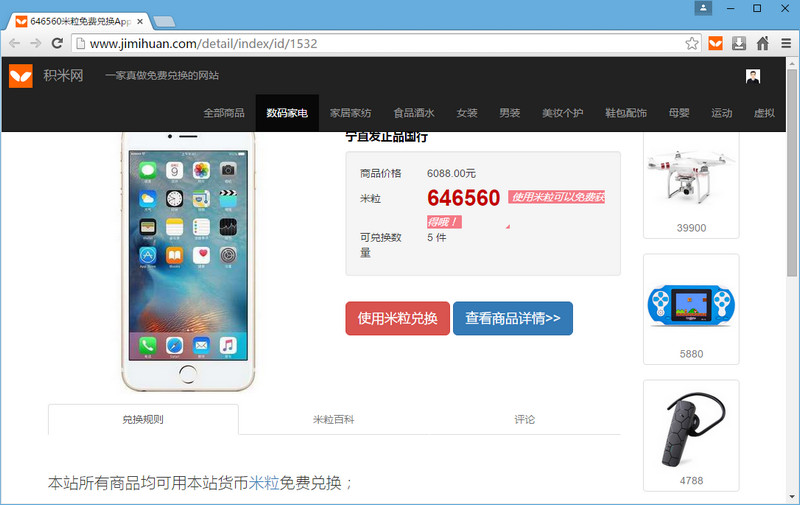 646560米粒免费兑换App
www.jimihuan.com/detail/index/id/1532
积米网 一家真做免费兑换的网站
全部商品 数码家电 家居家纺 食品酒水 女装 男装 美妆个护 鞋包配饰 母婴 运动 虚拟
宁直发正品国行
商品价格 6088.00元
米粒 646560 使用米粒可以免费获
得哦！
可兑换数 5 件
量
使用米粒兑换 查看商品详情>>
39900
5880
4788
兑换规则 米粒百科 评论
本站所有商品均可用本站货币米粒免费兑换；